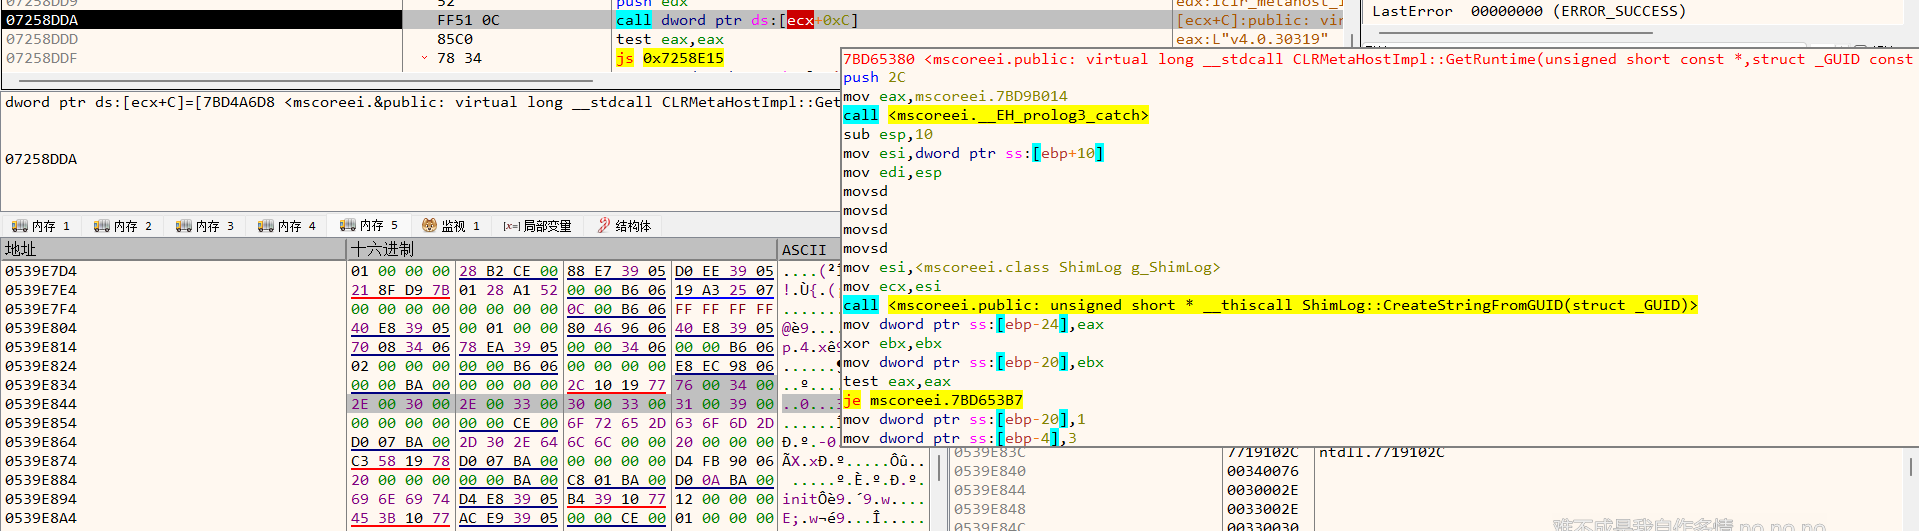 07258DD9 52 push edx edx:iclr_metahost_
07258DDA FF51 0C call dword ptr ds:[ecx+0xC] [ecx+C]:public: vir
07258DDD 85C0 test eax,eax eax:L"v4.0.30319"
07258DDF 78 34 js 0x7258E15
LastError 00000000 (ERROR_SUCCESS)
dword ptr ds:[ecx+C]=[7BD4A6D8 <mscoreei.&public: virtual long __stdcall CLRMetaHostImpl::Get
07258DDA
7BD65380 <mscoreei.public: virtual long __stdcall CLRMetaHostImpl::GetRuntime(unsigned short const *,struct _GUID const
push 2C
mov eax,mscoreei.7BD9B014
call <mscoreei.__EH_prolog3_catch>
sub esp,10
mov esi,dword ptr ss:[ebp+10]
mov edi,esp
movsd
movsd
movsd
movsd
mov esi,<mscoreei.class ShimLog g_ShimLog>
mov ecx,esi
call <mscoreei.public: unsigned short * __thiscall ShimLog::CreateStringFromGUID(struct _GUID)>
mov dword ptr ss:[ebp-24],eax
xor ebx,ebx
mov dword ptr ss:[ebp-20],ebx
test eax,eax
je mscoreei.7BD653B7
mov dword ptr ss:[ebp-20],1
mov dword ptr ss:[ebp-4],3
内存 1 内存 2 内存 3 内存 4 内存 5 监视 1 [x=] 局部变量 结构体
地址 十六进制 ASCII
0539E7D4 01 00 00 00 28 B2 CE 00 88 E7 39 05 D0 EE 39 05 ....(²Î
0539E7E4 21 8F D9 7B 01 28 A1 52 00 00 B6 06 19 A3 25 07 !.Ù{.(
0539E7F4 00 00 00 00 00 00 00 00 0C 00 B6 06 FF FF FF FF .......
0539E804 40 E8 39 05 00 01 00 00 80 46 96 06 40 E8 39 05 @è9....
0539E814 70 08 34 06 78 EA 39 05 00 00 34 06 00 00 B6 06 p.4.xê9
0539E824 02 00 00 00 00 00 B6 06 00 00 00 00 E8 EC 98 06 ......¶
0539E834 00 00 BA 00 00 00 00 00 2C 10 19 77 76 00 34 00 ..º....
0539E844 2E 00 30 00 2E 00 33 00 30 00 33 00 31 00 39 00 ..0...3
0539E854 00 00 00 00 00 00 CE 00 6F 72 65 2D 63 6F 6D 2D ......Î
0539E864 D0 07 BA 00 2D 30 2E 64 6C 6C 00 00 20 00 00 00 Ð.º.-0.
0539E874 C3 58 19 78 D0 07 BA 00 00 00 00 00 D4 FB 90 06 ÃX.xÐ.º.....Ôû..
0539E884 20 00 00 00 00 00 BA 00 C8 01 BA 00 D0 0A BA 00 .....º.È.º.Ð.º.
0539E894 69 6E 69 74 D4 E8 39 05 B4 39 10 77 12 00 00 00 initÔè9.´9.w....
0539E8A4 45 3B 10 77 AC E9 39 05 00 00 CE 00 01 00 00 00 E;.w¬é9...Î.....
0539E83C 7719102C ntdll.7719102C
0539E840 00340076
0539E844 0030002E
0539E848 0033002E
0539E84C 00330030